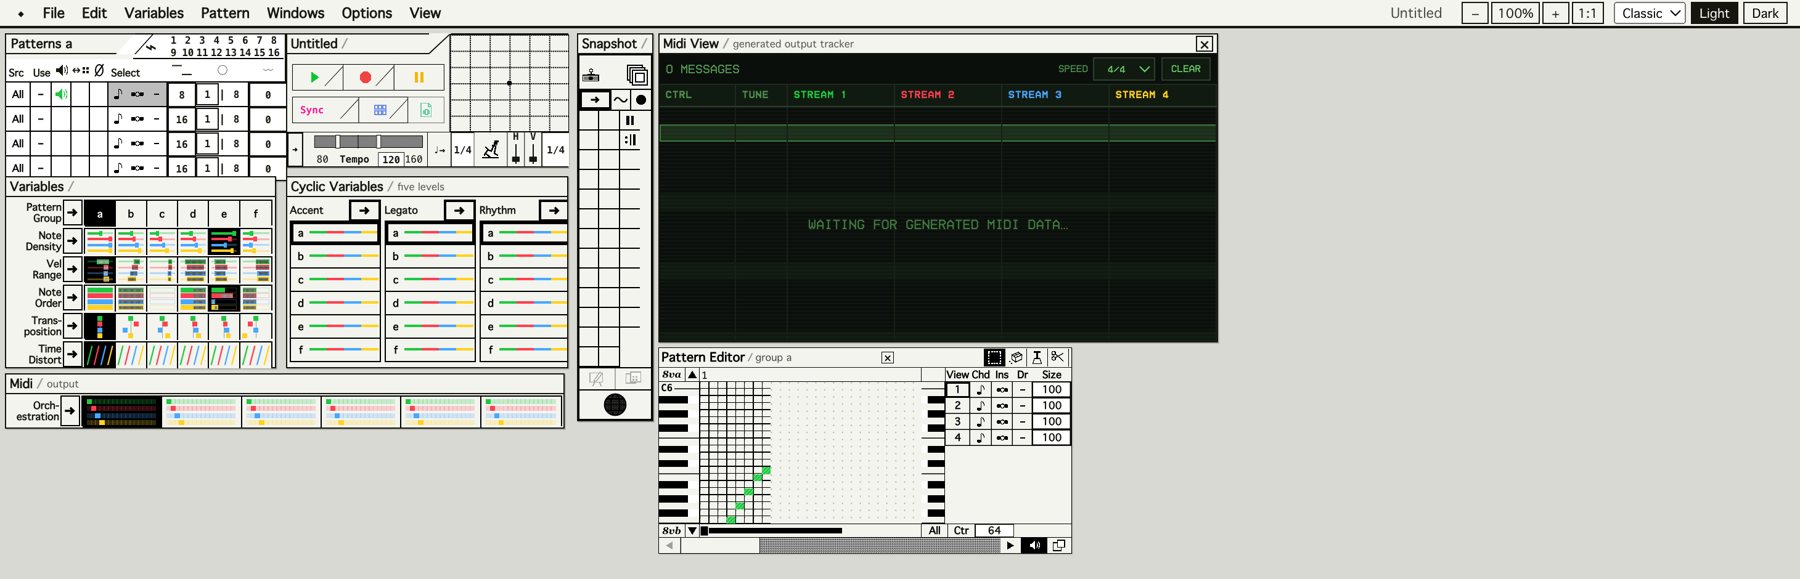 File Edit Variables Pattern Windows Options View Untitled − 100% + 1:1 Classic Light Dark
Patterns a 1 2 3 4 5 6 7 8
9 10 11 12 13 14 15 16
Src Use Select
All – – 8 1 8 0
All – – 16 1 8 0
All – – 16 1 8 0
All – – 16 1 8 0
Untitled /
Sync
80 Tempo 120 160 1/4 H V 1/4
Snapshot /
Midi View / generated output tracker
0 MESSAGES SPEED 4/4 CLEAR
CTRL TUNE STREAM 1 STREAM 2 STREAM 3 STREAM 4
WAITING FOR GENERATED MIDI DATA…
Variables /
Pattern Group a b c d e f
Note Density
Vel Range
Note Order
Trans-position
Time Distort
Cyclic Variables / five levels
Accent Legato Rhythm
a a a
b b b
c c c
d d d
e e e
f f f
Midi / output
Orch-estration
Pattern Editor / group a
8va 1 View Chd Ins Dr Size
C6 1 – 100
2 – 100
3 – 100
4 – 100
8vb All Ctr 64